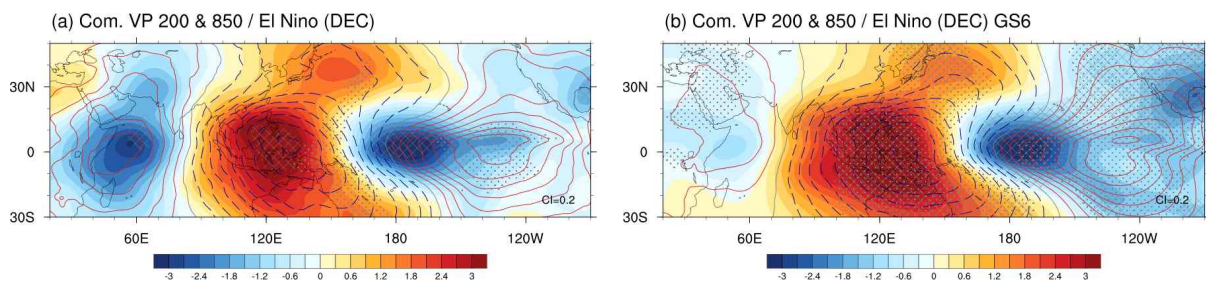 (a) Com. VP 200 & 850 / El Nino (DEC)
30N
0
30S
60E 120E 180 120W
CI=0.2
-3 -2.4 -1.8 -1.2 -0.6 0 0.6 1.2 1.8 2.4 3
(b) Com. VP 200 & 850 / El Nino (DEC) GS6
30N
0
30S
60E 120E 180 120W
CI=0.2
-3 -2.4 -1.8 -1.2 -0.6 0 0.6 1.2 1.8 2.4 3